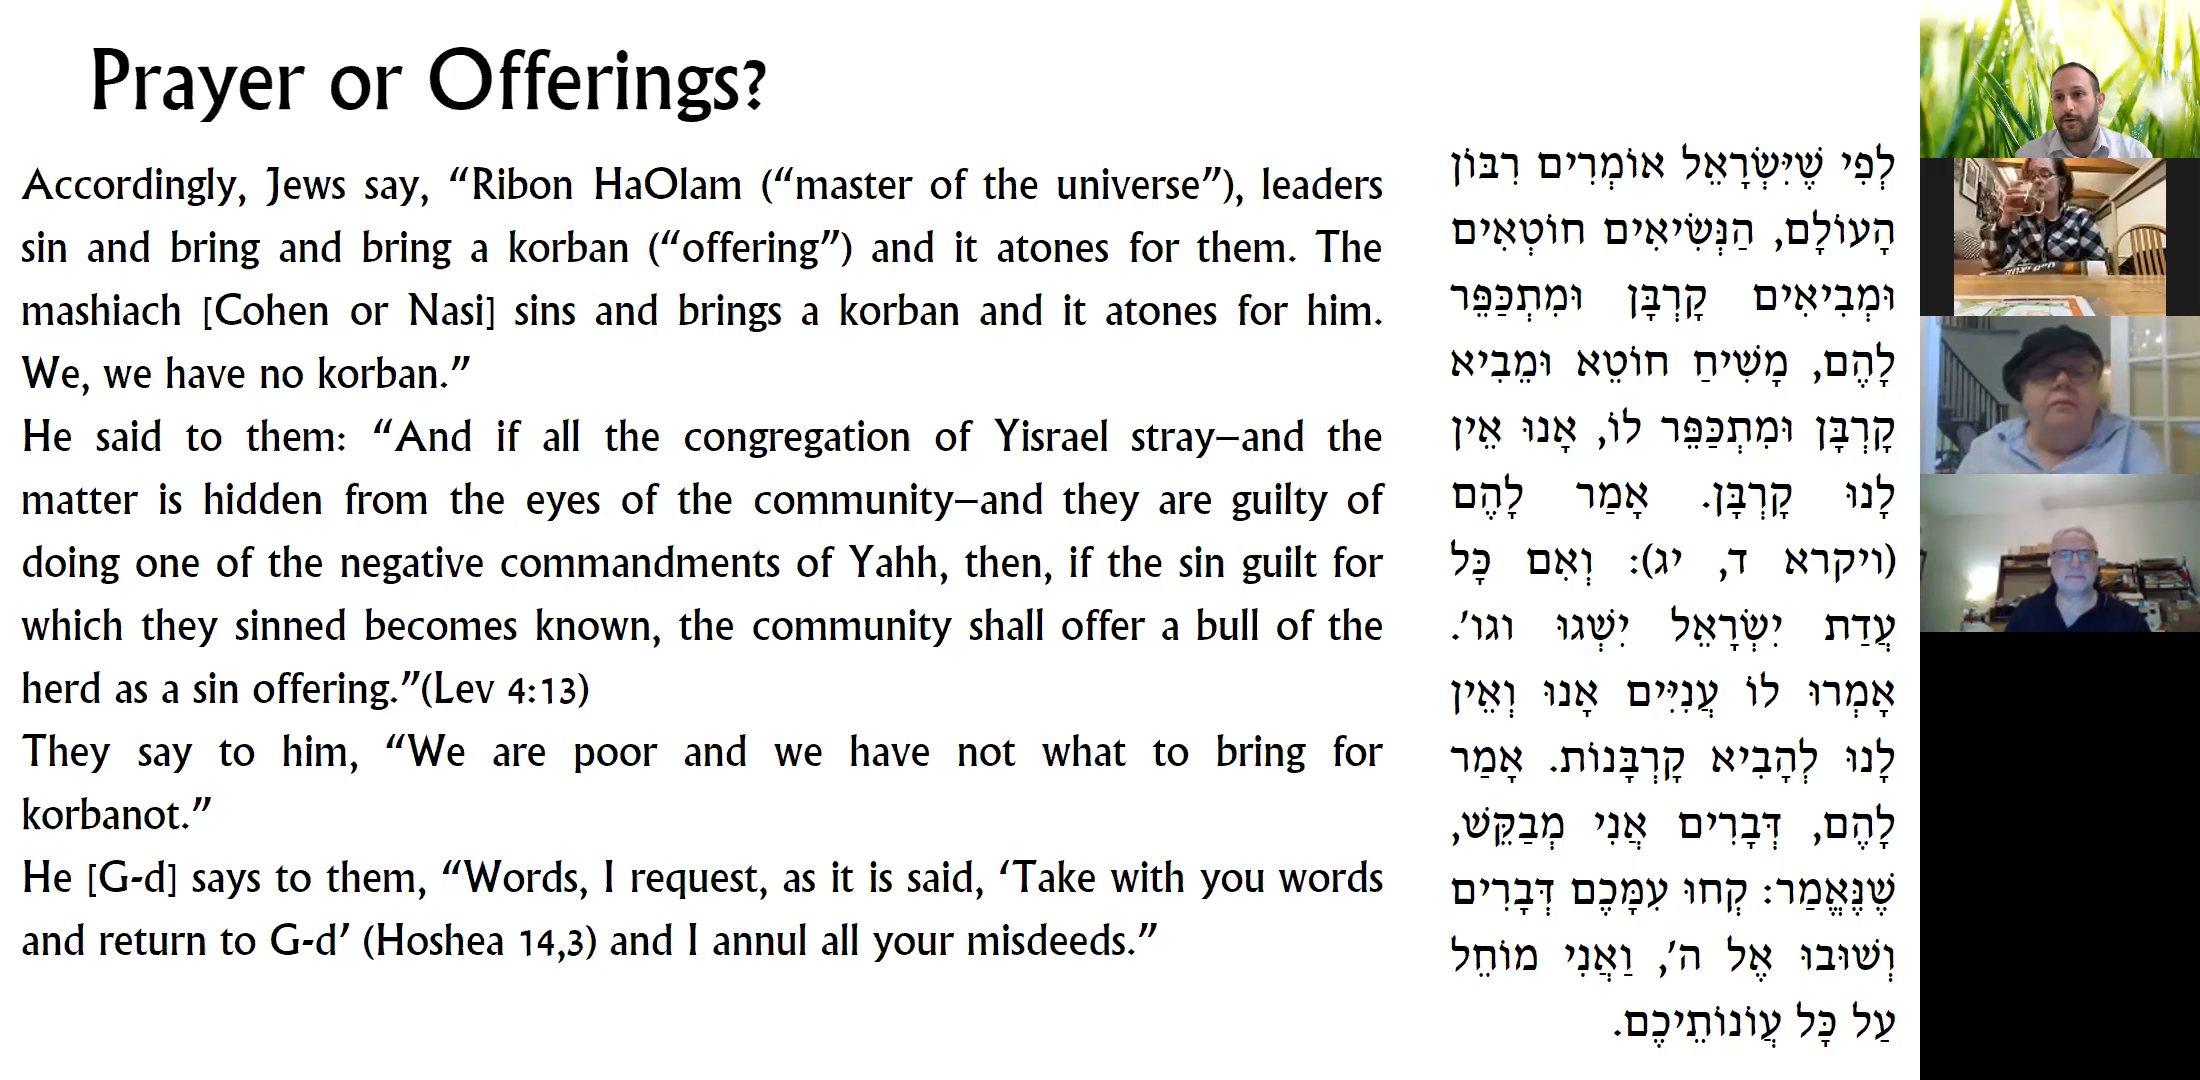 Prayer or Offerings?
Accordingly, Jews say, “Ribon HaOlam (“master of the universe”), leaders
sin and bring and bring a korban (“offering”) and it atones for them. The
mashiach [Cohen or Nasi] sins and brings a korban and it atones for him.
We, we have no korban.”
He said to them: “And if all the congregation of Yisrael stray—and the
matter is hidden from the eyes of the community—and they are guilty of
doing one of the negative commandments of Yahh, then, if the sin guilt for
which they sinned becomes known, the community shall offer a bull of the
herd as a sin offering.”(Lev 4:13)
They say to him, “We are poor and we have not what to bring for
korbanot.”
He [G-d] says to them, “Words, I request, as it is said, ‘Take with you words
and return to G-d’ (Hoshea 14,3) and I annul all your misdeeds.”
לְפִי שֶׁיִּשְׂרָאֵל אוֹמְרִים רִבּוֹן
הָעוֹלָם, הַנְּשִׂיאִים חוֹטְאִים
וּמְבִיאִים קָרְבָּן וּמִתְכַּפֵּר
לָהֶם, מָשִׁיחַ חוֹטֵא וּמֵבִיא
קָרְבָּן וּמִתְכַּפֵּר לוֹ, אָנוּ אֵין
לָנוּ קָרְבָּן. אָמַר לָהֶם
(ויקרא ד, יג): וְאִם כָּל
עֲדַת יִשְׂרָאֵל יִשְׁגּוּ וגו׳.
אָמְרוּ לוֹ עֲנִיִּים אָנוּ וְאֵין
לָנוּ לְהָבִיא קָרְבָּנוֹת. אָמַר
לָהֶם, דְּבָרִים אֲנִי מְבַקֵּשׁ,
שֶׁנֶּאֱמַר: קְחוּ עִמָּכֶם דְּבָרִים
וְשׁוּבוּ אֶל ה׳, וַאֲנִי מוֹחֵל
עַל כָּל עֲוֹנוֹתֵיכֶם.